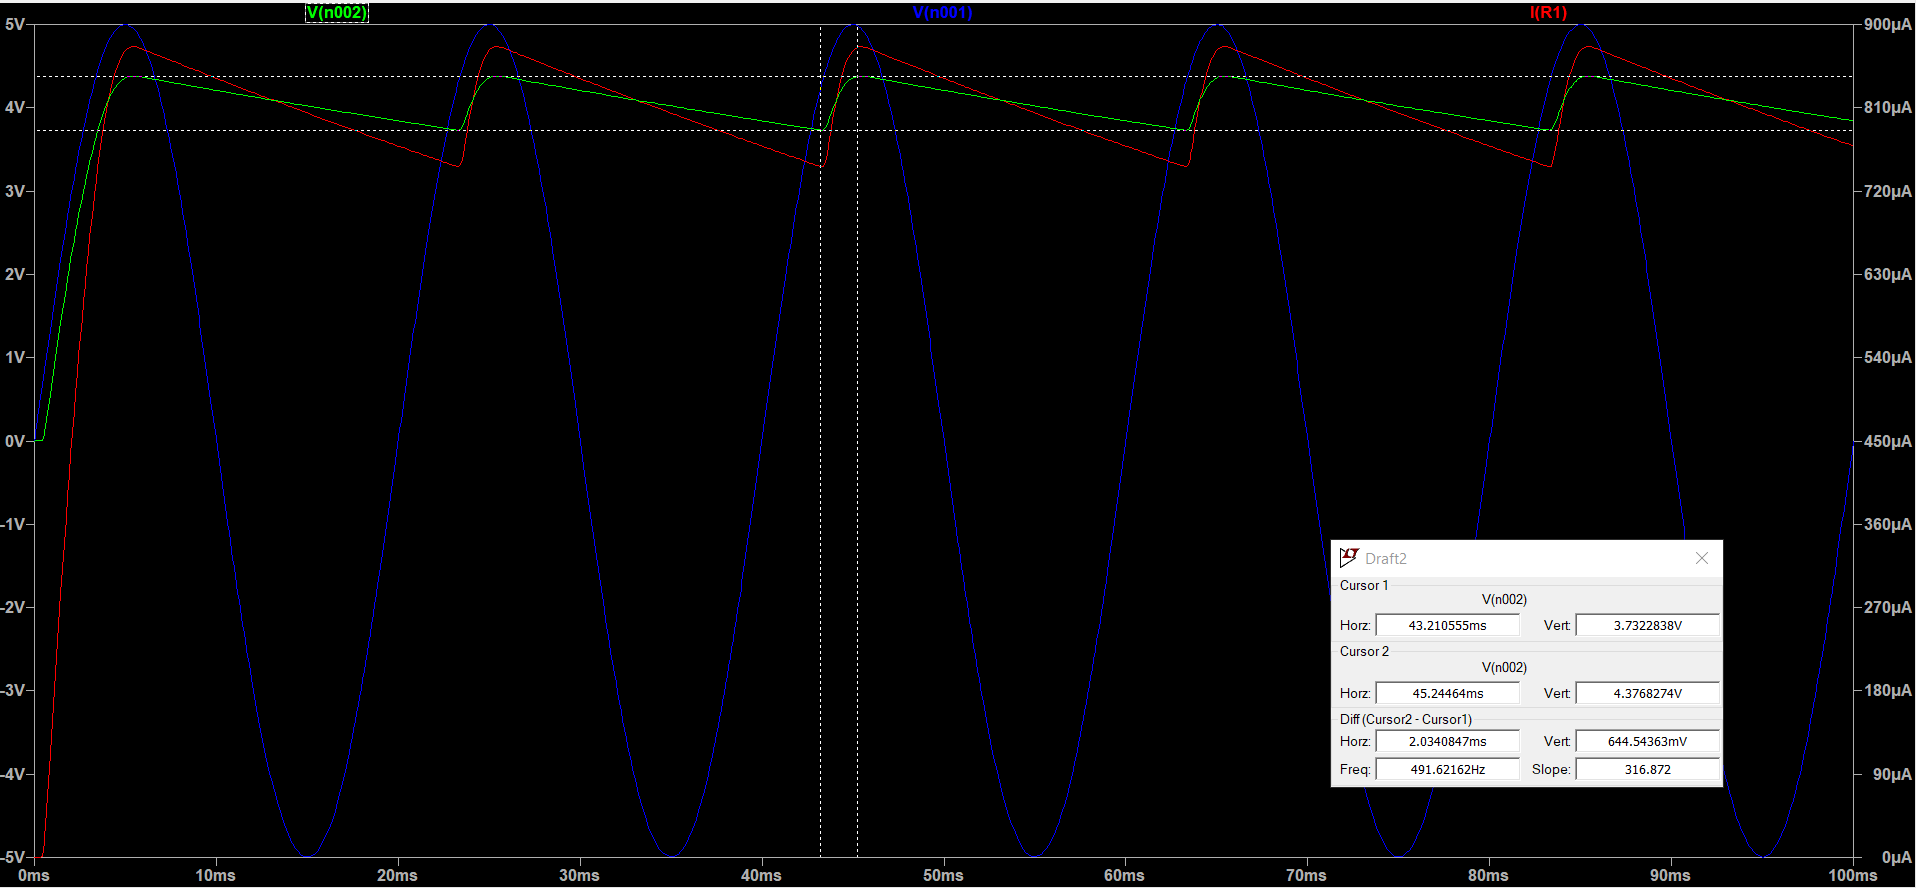 V(n002) V(n001) I(R1)
5V 900µA
4V 810µA
3V 720µA
2V 630µA
1V 540µA
0V 450µA
-1V 360µA
-2V 270µA
-3V 180µA
-4V 90µA
-5V 0µA
0ms 10ms 20ms 30ms 40ms 50ms 60ms 70ms 80ms 90ms 100ms
Draft2
Cursor 1
V(n002)
Horz: 43.210555ms Vert: 3.7322838V
Cursor 2
V(n002)
Horz: 45.24464ms Vert: 4.3768274V
Diff (Cursor2 - Cursor1)
Horz: 2.0340847ms Vert: 644.54363mV
Freq: 491.62162Hz Slope: 316.872